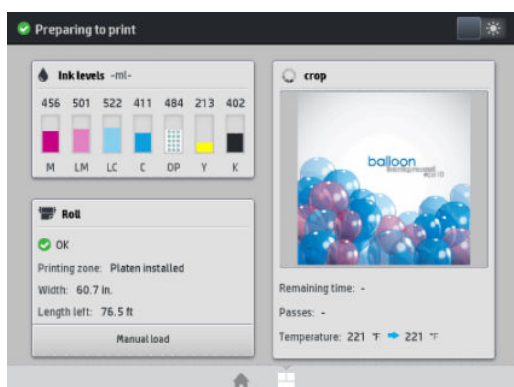 Preparing to print
Ink levels -ml-
456 501 522 411 484 213 402
M LM LC C OP Y K
Roll
OK
Printing zone: Platen installed
Width: 60.7 in.
Length left: 76.5 ft
Manual load
crop
balloon
Remaining time: -
Passes: -
Temperature: 221 °F 221 °F